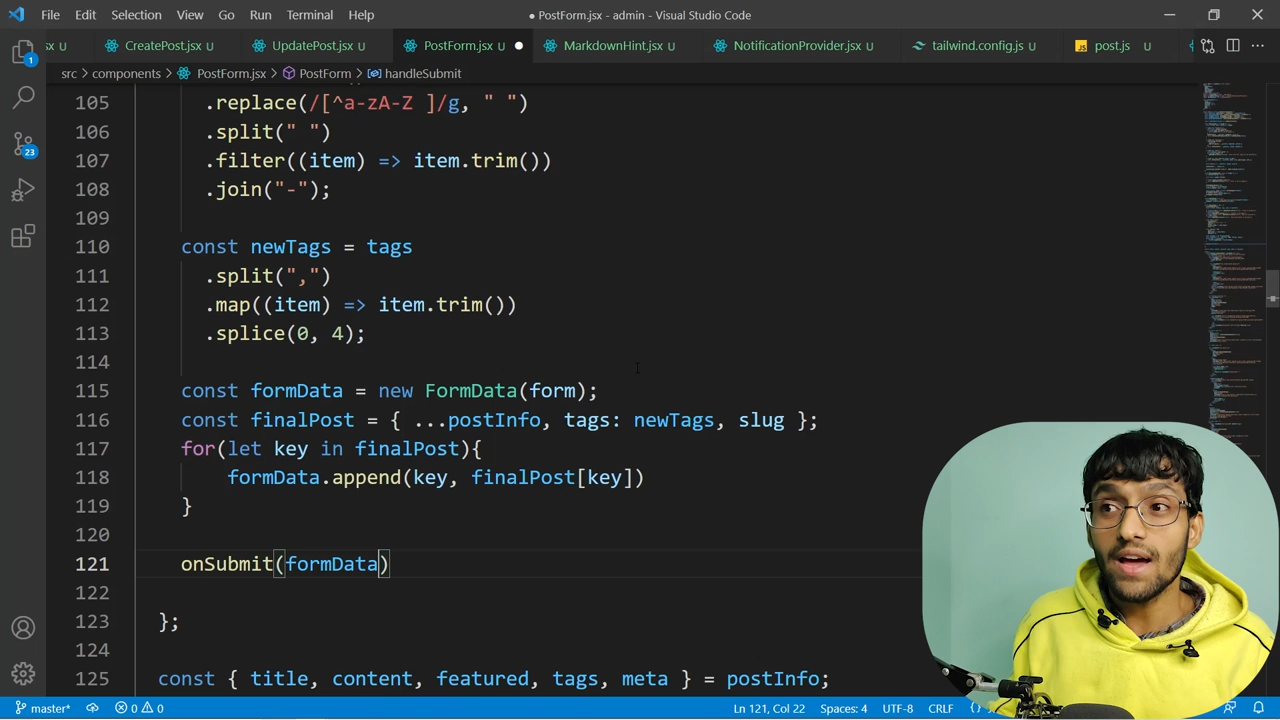 File Edit Selection View Go Run Terminal Help
● PostForm.jsx - admin - Visual Studio Code
sx U CreatePost.jsx U UpdatePost.jsx U PostForm.jsx ● MarkdownHint.jsx U NotificationProvider.jsx U tailwind.config.js U JS post.js U
src > components > PostForm.jsx > PostForm > handleSubmit
105 .replace(/[^a-zA-Z ]/g, " ")
106 .split(" ")
107 .filter((item) => item.trim())
108 .join("-");
109
110 const newTags = tags
111 .split(",")
112 .map((item) => item.trim())
113 .splice(0, 4);
114
115 const formData = new FormData(form);
116 const finalPost = { ...postInfo, tags: newTags, slug };
117 for(let key in finalPost){
118 formData.append(key, finalPost[key])
119 }
120
121 onSubmit(formData)
122
123 };
124
125 const { title, content, featured, tags, meta } = postInfo;
1
23
master* 0 0 Ln 121, Col 22 Spaces: 4 UTF-8 CRLF {}